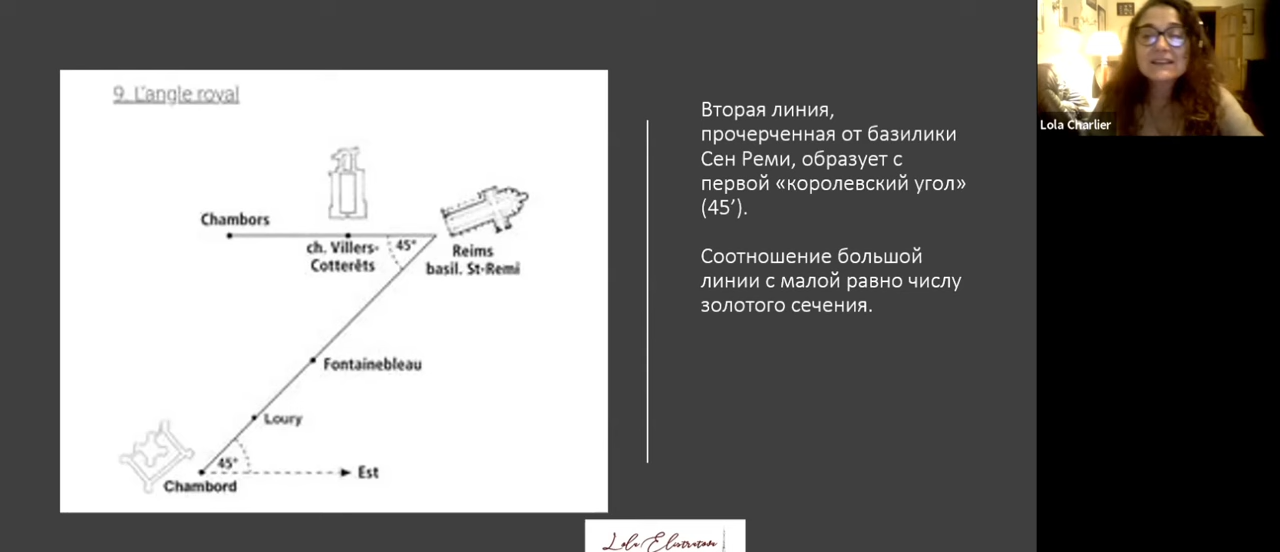 9. L'angle royal
Chambors
ch. Villers-
Cotterêts
45°
Reims
basil. St-Remi
Fontainebleau
Loury
45°
Est
Chambord
Вторая линия,
прочерченная от базилики
Сен Реми, образует с
первой «королевский угол»
(45’).
Соотношение большой
линии с малой равно числу
золотого сечения.
Lola Charlier